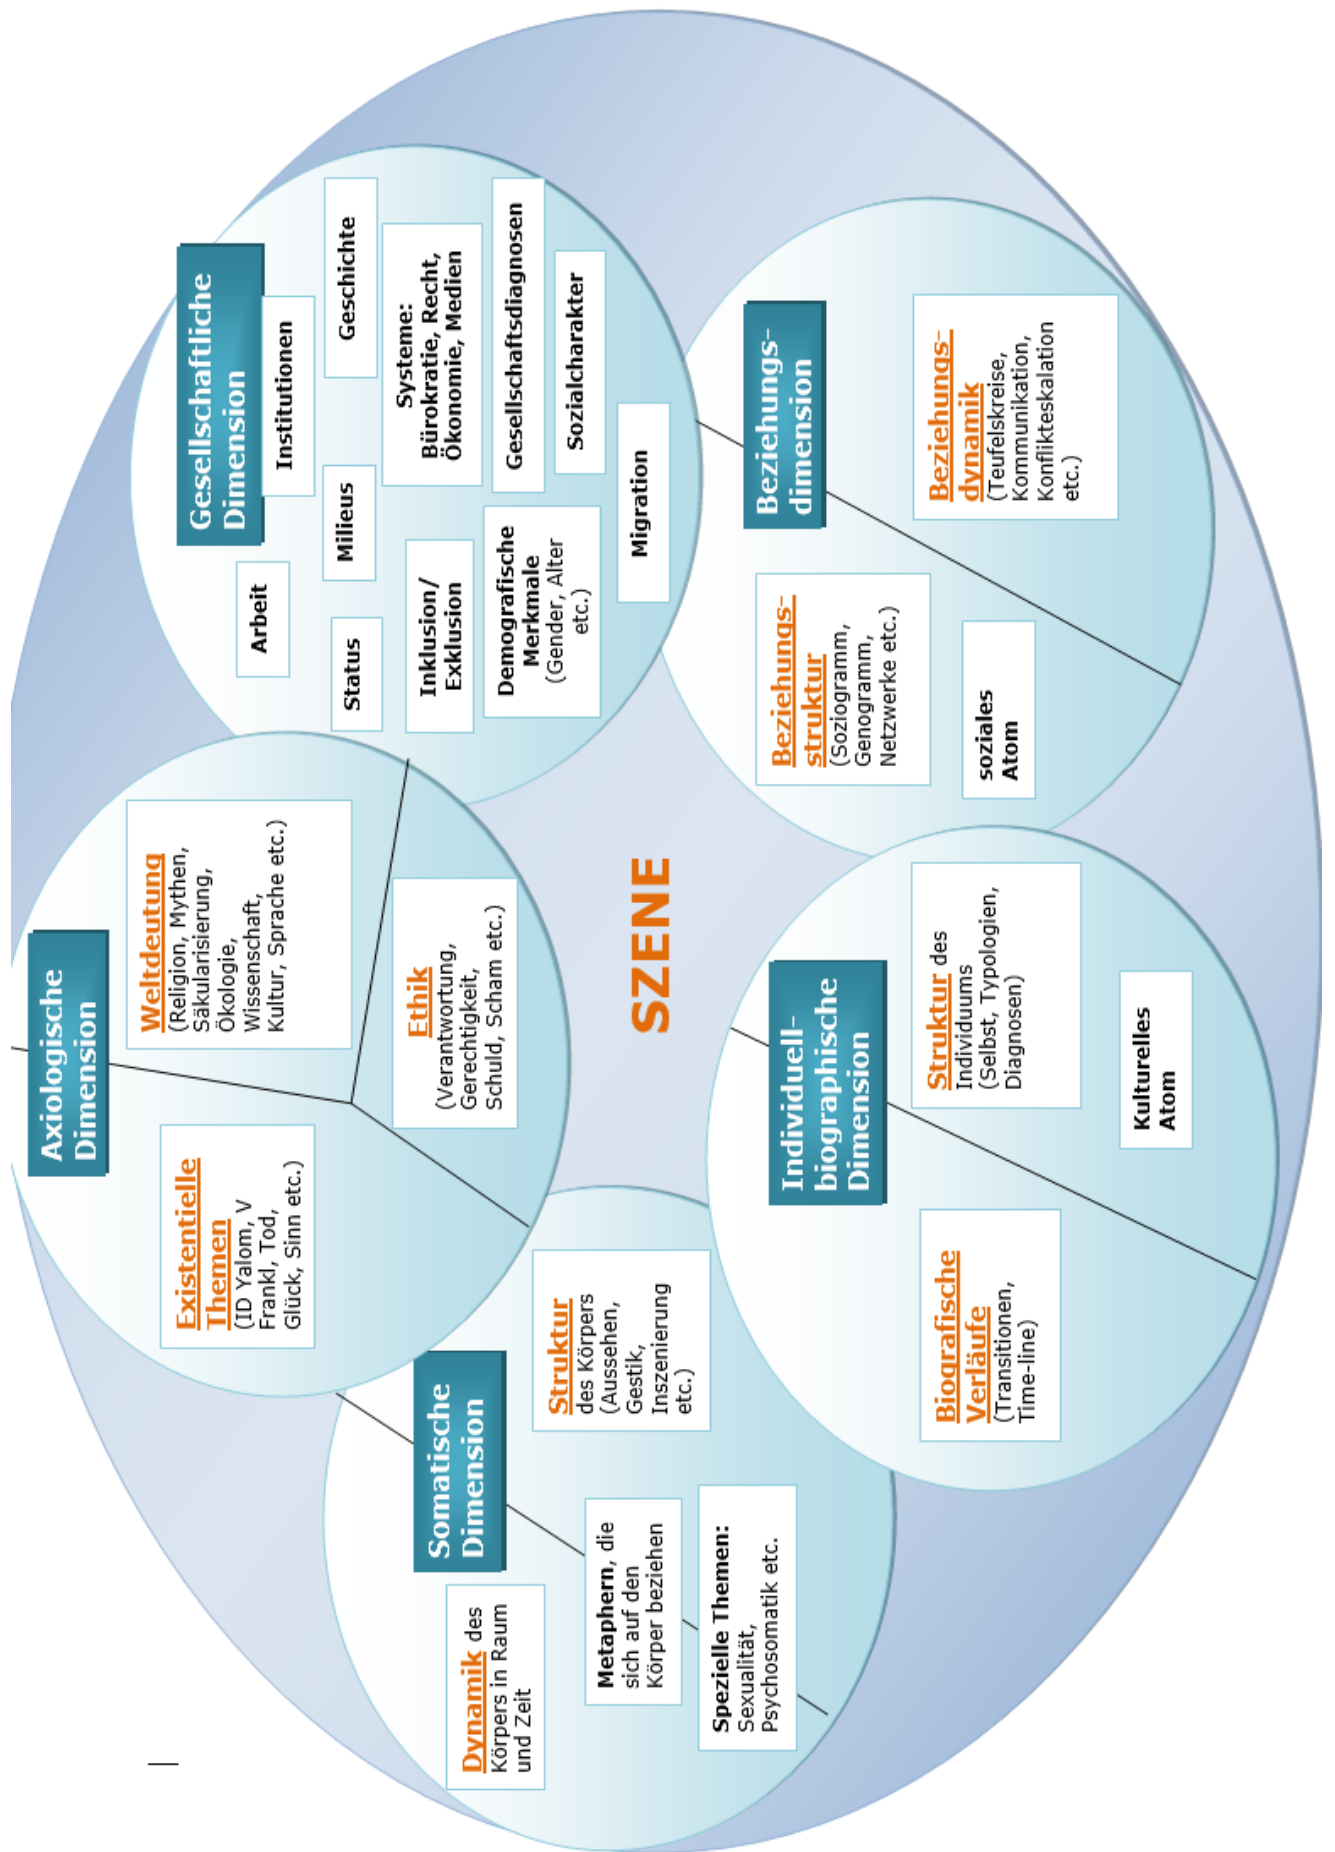 Axiologische
Dimension
Existentielle
Themen
(ID Yalom, V
Frankl, Tod,
Glück, Sinn etc.)
Weltdeutung
(Religion, Mythen,
Säkularisierung,
Ökologie,
Wissenschaft,
Kultur, Sprache etc.)
Ethik
(Verantwortung,
Gerechtigkeit,
Schuld, Scham etc.)
Gesellschaftliche
Dimension
Arbeit
Institutionen
Status
Milieus
Geschichte
Inklusion/
Exklusion
Systeme:
Bürokratie, Recht,
Ökonomie, Medien
Demografische
Merkmale
(Gender, Alter
etc.)
Gesellschaftsdiagnosen
Sozialcharakter
Migration
Somatische
Dimension
Dynamik des
Körpers in Raum
und Zeit
Struktur
des Körpers
(Aussehen,
Gestik,
Inszenierung
etc.)
Metaphern, die
sich auf den
Körper beziehen
Spezielle Themen:
Sexualität,
Psychosomatik etc.
SZENE
Individuell-
biographische
Dimension
Biografische
Verläufe
(Transitionen,
Time-line)
Struktur des
Individuums
(Selbst, Typologien,
Diagnosen)
Kulturelles
Atom
Beziehungs-
dimension
Beziehungs-
struktur
(Soziogramm,
Genogramm,
Netzwerke etc.)
soziales
Atom
Beziehungs-
dynamik
(Teufelskreise,
Kommunikation,
Konflikteskalation
etc.)